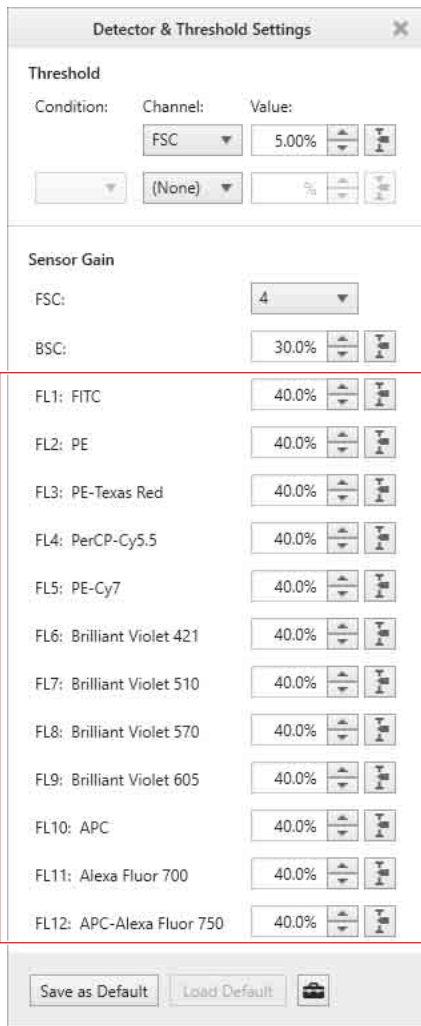 Detector & Threshold Settings
Threshold
Condition: Channel: Value:
FSC 5.00%
(None) %
Sensor Gain
FSC: 4
BSC: 30.0%
FL1: FITC 40.0%
FL2: PE 40.0%
FL3: PE-Texas Red 40.0%
FL4: PerCP-Cy5.5 40.0%
FL5: PE-Cy7 40.0%
FL6: Brilliant Violet 421 40.0%
FL7: Brilliant Violet 510 40.0%
FL8: Brilliant Violet 570 40.0%
FL9: Brilliant Violet 605 40.0%
FL10: APC 40.0%
FL11: Alexa Fluor 700 40.0%
FL12: APC-Alexa Fluor 750 40.0%
Save as Default Load Default